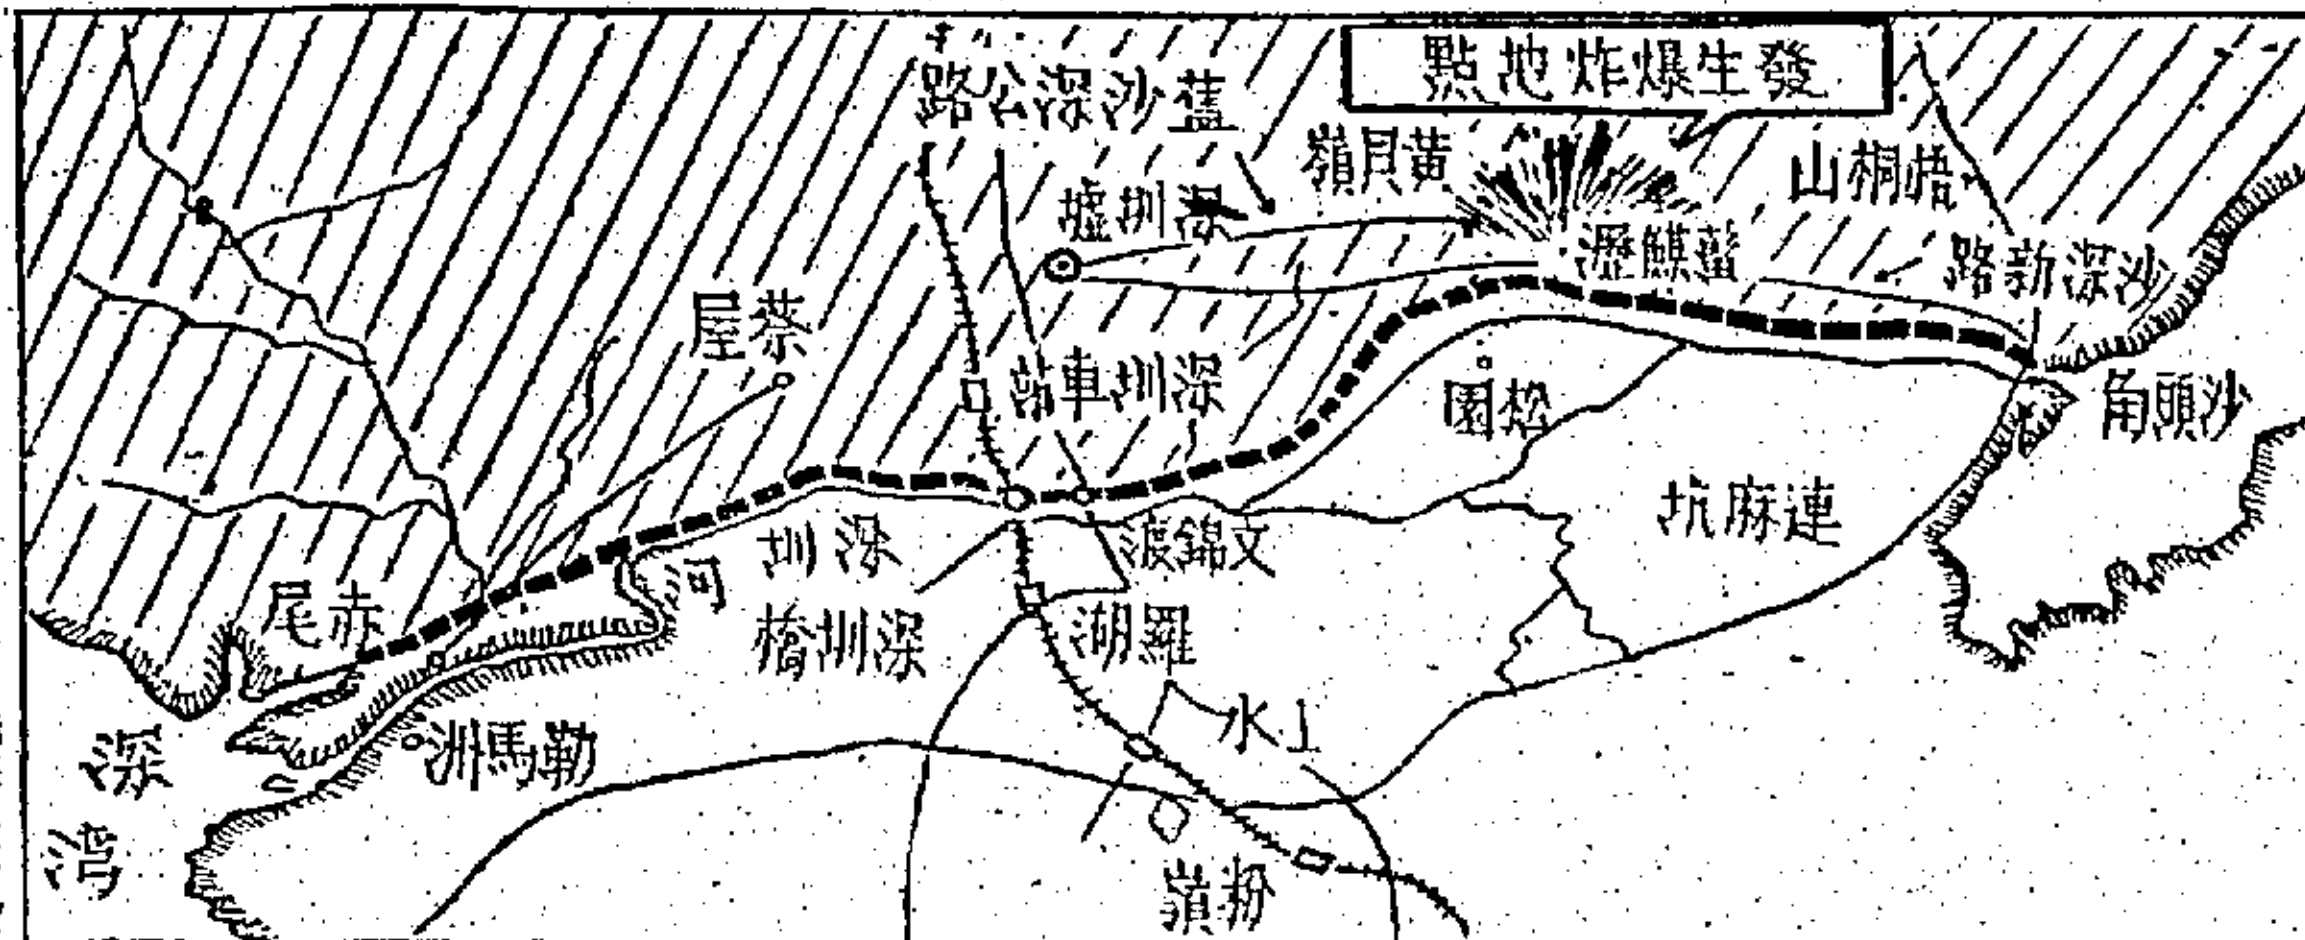 發生爆炸地點
舊沙深公路
黃貝嶺
梧桐山
深圳墟
沙深新路
蔡屋
深圳車站
松園
沙頭角
連麻坑
文錦渡
深圳
河
赤尾
深圳橋
羅湖
上水
勒馬洲
深湾
粉嶺